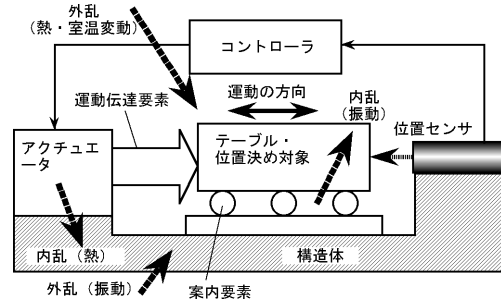 外乱
(熱・室温変動)
コントローラ
運動の方向
内乱
(振動)
運動伝達要素
位置センサ
アクチュエ
ータ
テーブル・
位置決め対象
内乱(熱)
構造体
外乱(振動)
案内要素